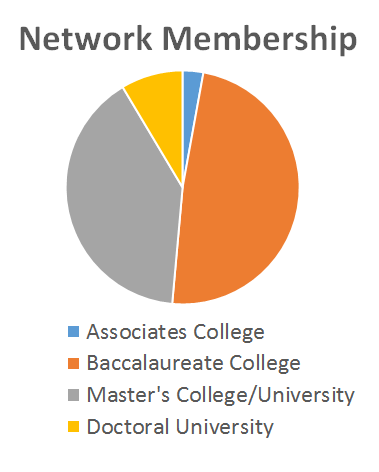 Network Membership
Associates College
Baccalaureate College
Master's College/University
Doctoral University